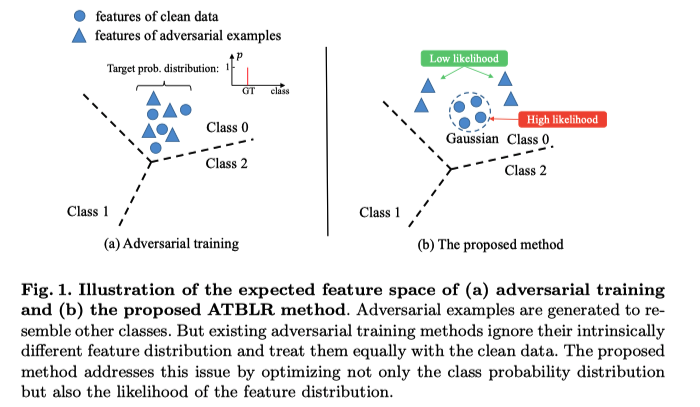 features of clean data
features of adversarial examples
Target prob. distribution:
p
1
GT
class
Class 0
Class 2
Class 1
(a) Adversarial training
Low likelihood
High likelihood
Gaussian Class 0
Class 2
Class 1
(b) The proposed method
Fig. 1. Illustration of the expected feature space of (a) adversarial training
and (b) the proposed ATBLR method. Adversarial examples are generated to re-
semble other classes. But existing adversarial training methods ignore their intrinsically
different feature distribution and treat them equally with the clean data. The proposed
method addresses this issue by optimizing not only the class probability distribution
but also the likelihood of the feature distribution.